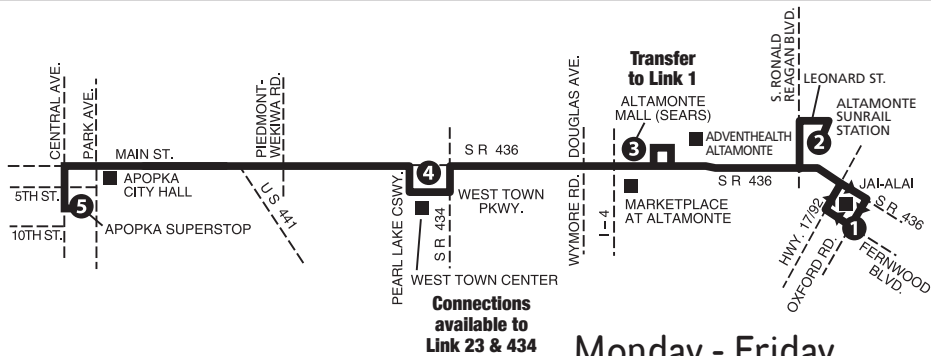 CENTRAL AVE.
PARK AVE.
MAIN ST.
APOPKA
CITY HALL
5TH ST.
10TH ST.
5
APOPKA SUPERSTOP
PIEDMONT-
WEKIWA RD.
U S 441
PEARL LAKE CSWY.
4
S R 434
S R 436
WEST TOWN
PKWY.
WEST TOWN CENTER
Connections
available to
Link 23 & 434
DOUGLAS AVE.
WYMORE RD.
I-4
Transfer
to Link 1
ALTAMONTE
MALL (SEARS)
3
ADVENTHEALTH
ALTAMONTE
MARKETPLACE
AT ALTAMONTE
S R 436
S. RONALD
REAGAN BLVD.
LEONARD ST.
ALTAMONTE
SUNRAIL
STATION
2
JAI-ALAI
S R 436
HWY. 17/92
OXFORD RD.
1
FERNWOOD
BLVD.
Monday - Friday